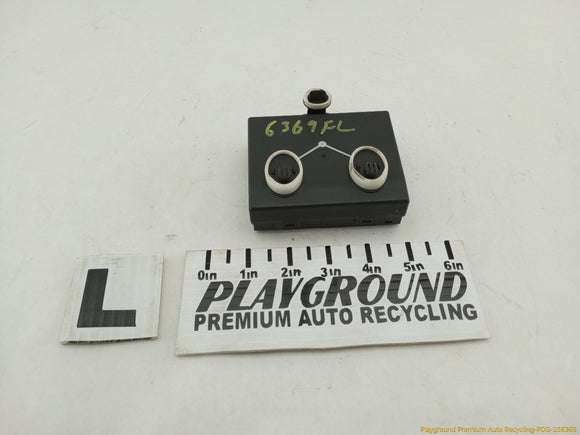 6369FL
L
0in 1in 2in 3in 4in 5in 6in
PLAYGROUND
PREMIUM AUTO RECYCLING
Playground Premium Auto Recycling-PDG-256365